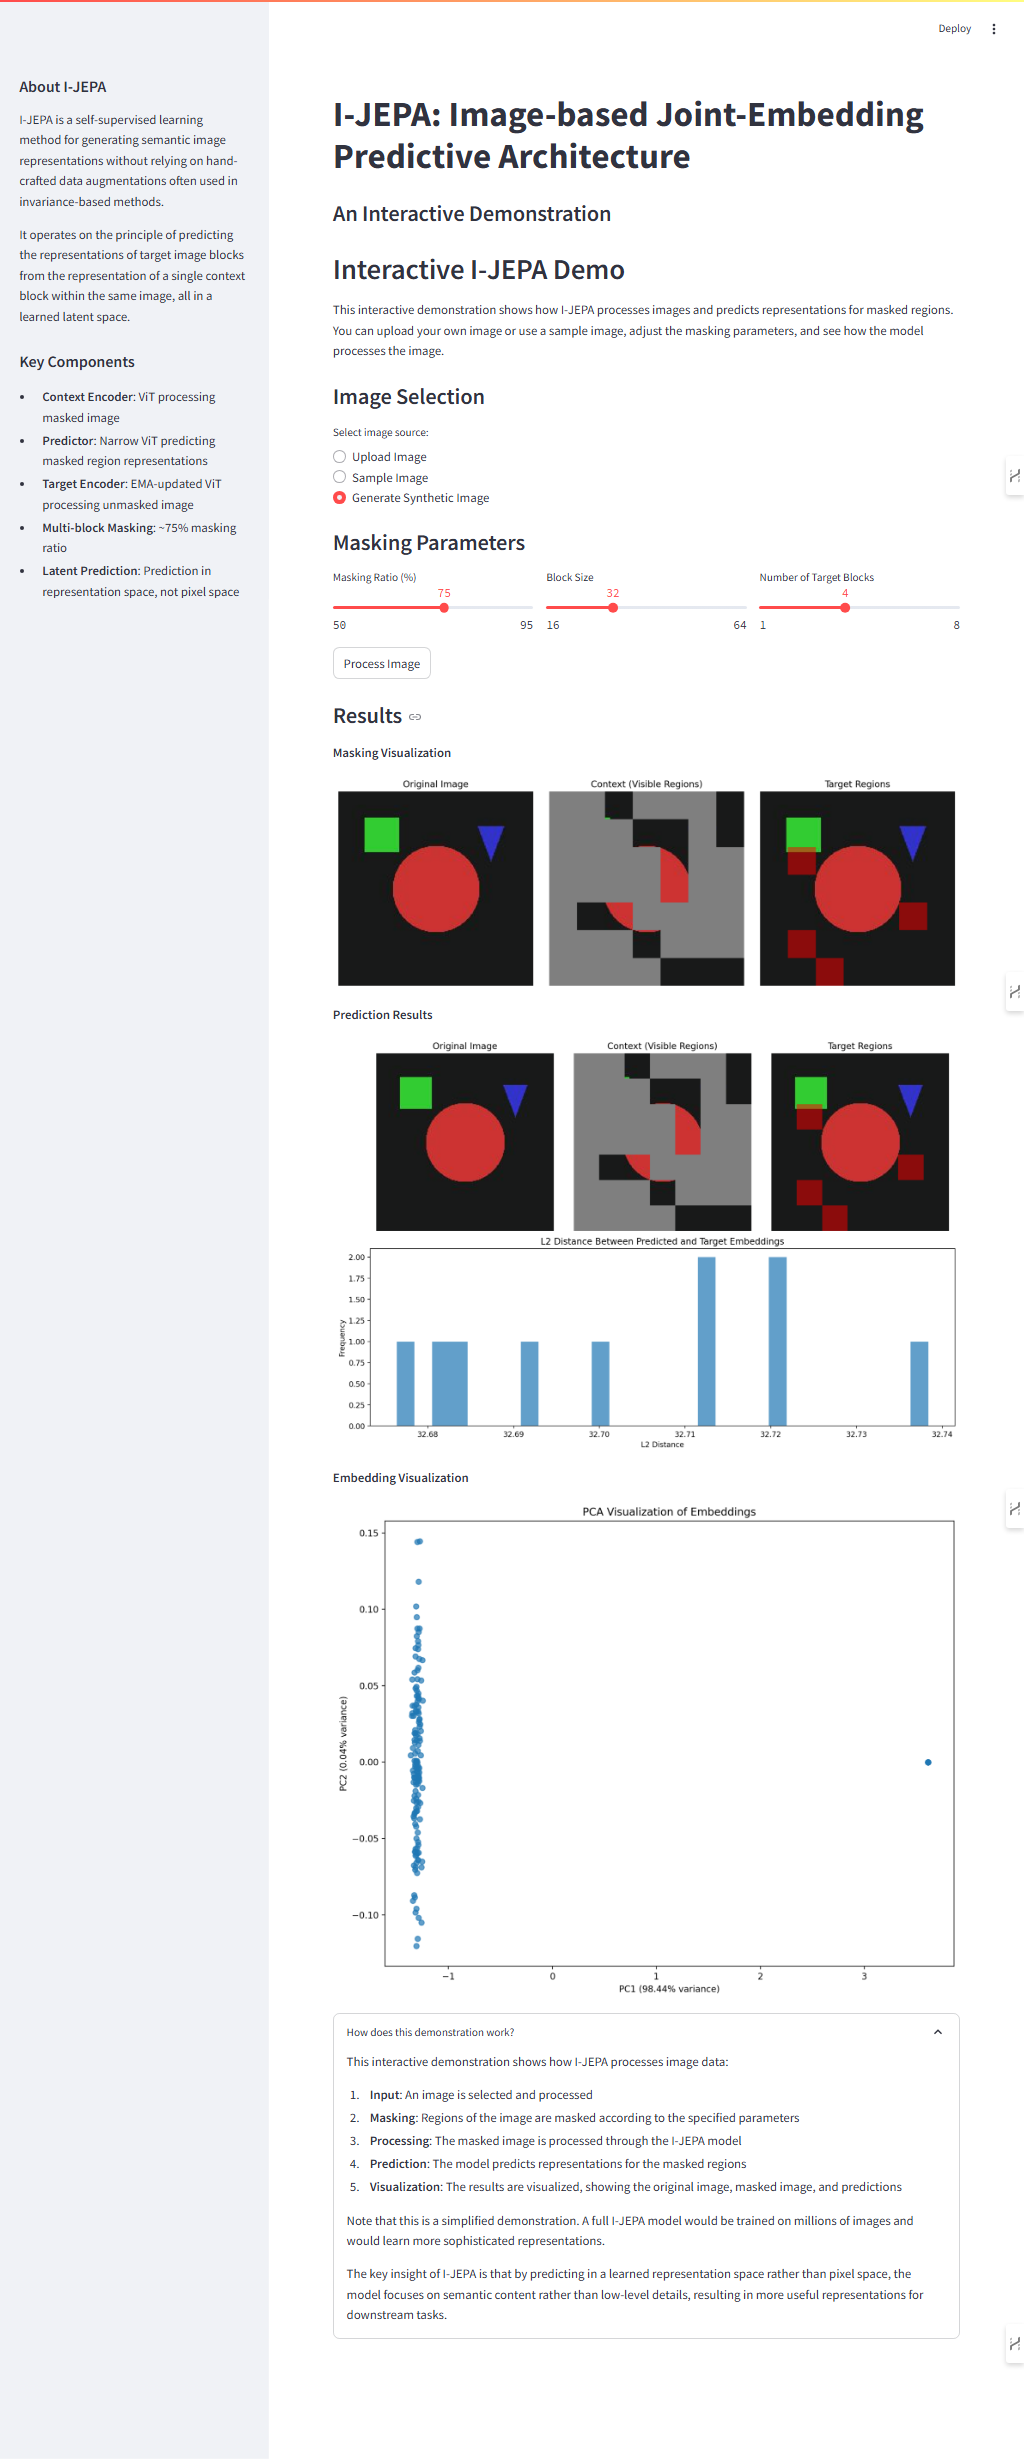 Deploy
About I-JEPA
I-JEPA is a self-supervised learning
method for generating semantic image
representations without relying on hand-
crafted data augmentations often used in
invariance-based methods.
It operates on the principle of predicting
the representations of target image blocks
from the representation of a single context
block within the same image, all in a
learned latent space.
Key Components
• Context Encoder: ViT processing
masked image
• Predictor: Narrow ViT predicting
masked region representations
• Target Encoder: EMA-updated ViT
processing unmasked image
• Multi-block Masking: ~75% masking
ratio
• Latent Prediction: Prediction in
representation space, not pixel space
I-JEPA: Image-based Joint-Embedding
Predictive Architecture
An Interactive Demonstration
Interactive I-JEPA Demo
This interactive demonstration shows how I-JEPA processes images and predicts representations for masked regions.
You can upload your own image or use a sample image, adjust the masking parameters, and see how the model
processes the image.
Image Selection
Select image source:
Upload Image
Sample Image
Generate Synthetic Image
Masking Parameters
Masking Ratio (%) Block Size Number of Target Blocks
75 32 4
50 95 16 64 1 8
Process Image
Results
Masking Visualization
Original Image Context (Visible Regions) Target Regions
Prediction Results
Original Image Context (Visible Regions) Target Regions
L2 Distance Between Predicted and Target Embeddings
2.00
1.75
1.50
1.25
1.00
0.75
0.50
0.25
0.00
Frequency
32.68 32.69 32.70 32.71 32.72 32.73 32.74
L2 Distance
Embedding Visualization
PCA Visualization of Embeddings
0.15
0.10
0.05
0.00
−0.05
−0.10
PC2 (0.04% variance)
−1 0 1 2 3
PC1 (98.44% variance)
How does this demonstration work?
This interactive demonstration shows how I-JEPA processes image data:
1. Input: An image is selected and processed
2. Masking: Regions of the image are masked according to the specified parameters
3. Processing: The masked image is processed through the I-JEPA model
4. Prediction: The model predicts representations for the masked regions
5. Visualization: The results are visualized, showing the original image, masked image, and predictions
Note that this is a simplified demonstration. A full I-JEPA model would be trained on millions of images and
would learn more sophisticated representations.
The key insight of I-JEPA is that by predicting in a learned representation space rather than pixel space, the
model focuses on semantic content rather than low-level details, resulting in more useful representations for
downstream tasks.